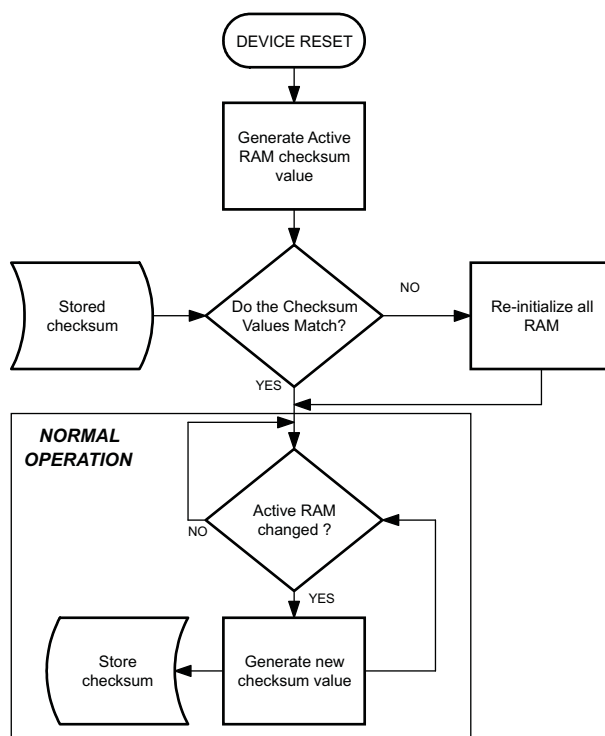 DEVICE RESET
Generate Active
RAM checksum
value
Stored
checksum
Do the Checksum
Values Match?
NO
Re-initialize all
RAM
YES
NORMAL
OPERATION
Active RAM
changed ?
NO
YES
Store
checksum
Generate new
checksum value